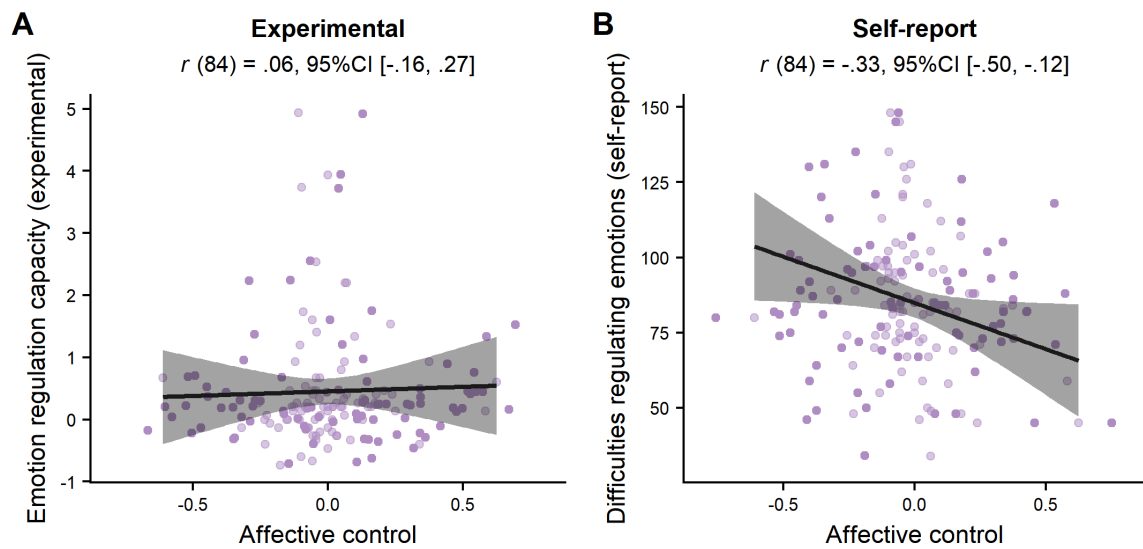 A
Experimental
r (84) = .06, 95%CI [-.16, .27]
Emotion regulation capacity (experimental)
5
4
3
2
1
0
-1
-0.5
0.0
0.5
Affective control
B
Self-report
r (84) = -.33, 95%CI [-.50, -.12]
Difficulties regulating emotions (self-report)
150
125
100
75
50
-0.5
0.0
0.5
Affective control